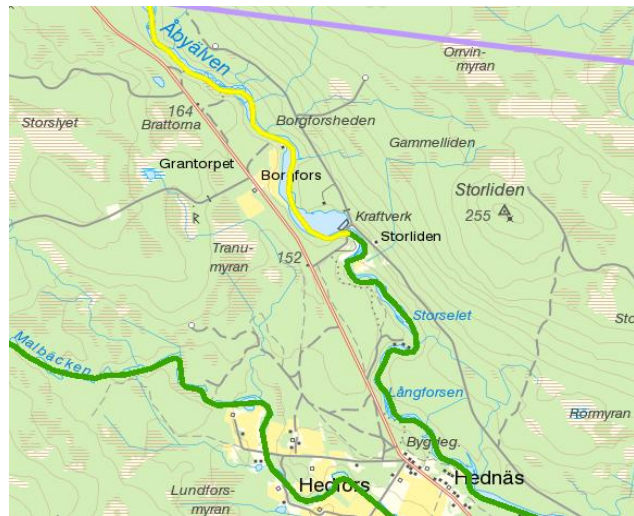 Åbyälven
Orrvin-
myran
164
Storslyet
Brattorna
Borgforsheden
Gammelliden
Grantorpet
Borgfors
Storliden
255
Kraftverk
Storliden
Tranu-
myran
152
Storselet
Sto
Malbäcken
Långforsen
Rörmyran
Bygdeg.
Hednäs
Hedfors
Lundfors-
myran